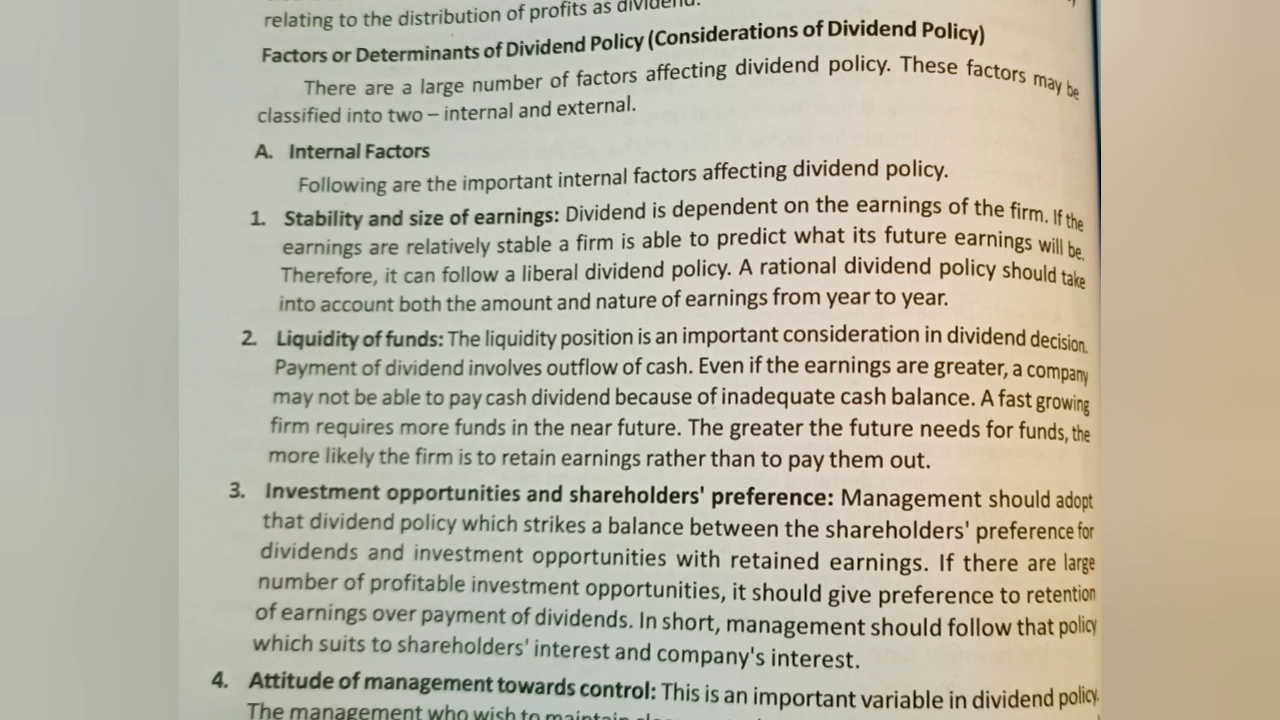 relating to the distribution of profits as dividend.
Factors or Determinants of Dividend Policy (Considerations of Dividend Policy)
There are a large number of factors affecting dividend policy. These factors may be
classified into two – internal and external.
A. Internal Factors
Following are the important internal factors affecting dividend policy.
1. Stability and size of earnings: Dividend is dependent on the earnings of the firm. If the
earnings are relatively stable a firm is able to predict what its future earnings will be.
Therefore, it can follow a liberal dividend policy. A rational dividend policy should take
into account both the amount and nature of earnings from year to year.
2. Liquidity of funds: The liquidity position is an important consideration in dividend decision.
Payment of dividend involves outflow of cash. Even if the earnings are greater, a company
may not be able to pay cash dividend because of inadequate cash balance. A fast growing
firm requires more funds in the near future. The greater the future needs for funds, the
more likely the firm is to retain earnings rather than to pay them out.
3. Investment opportunities and shareholders' preference: Management should adopt
that dividend policy which strikes a balance between the shareholders' preference for
dividends and investment opportunities with retained earnings. If there are large
number of profitable investment opportunities, it should give preference to retention
of earnings over payment of dividends. In short, management should follow that policy
which suits to shareholders' interest and company's interest.
4. Attitude of management towards control: This is an important variable in dividend policy.
The management who wish to maintain